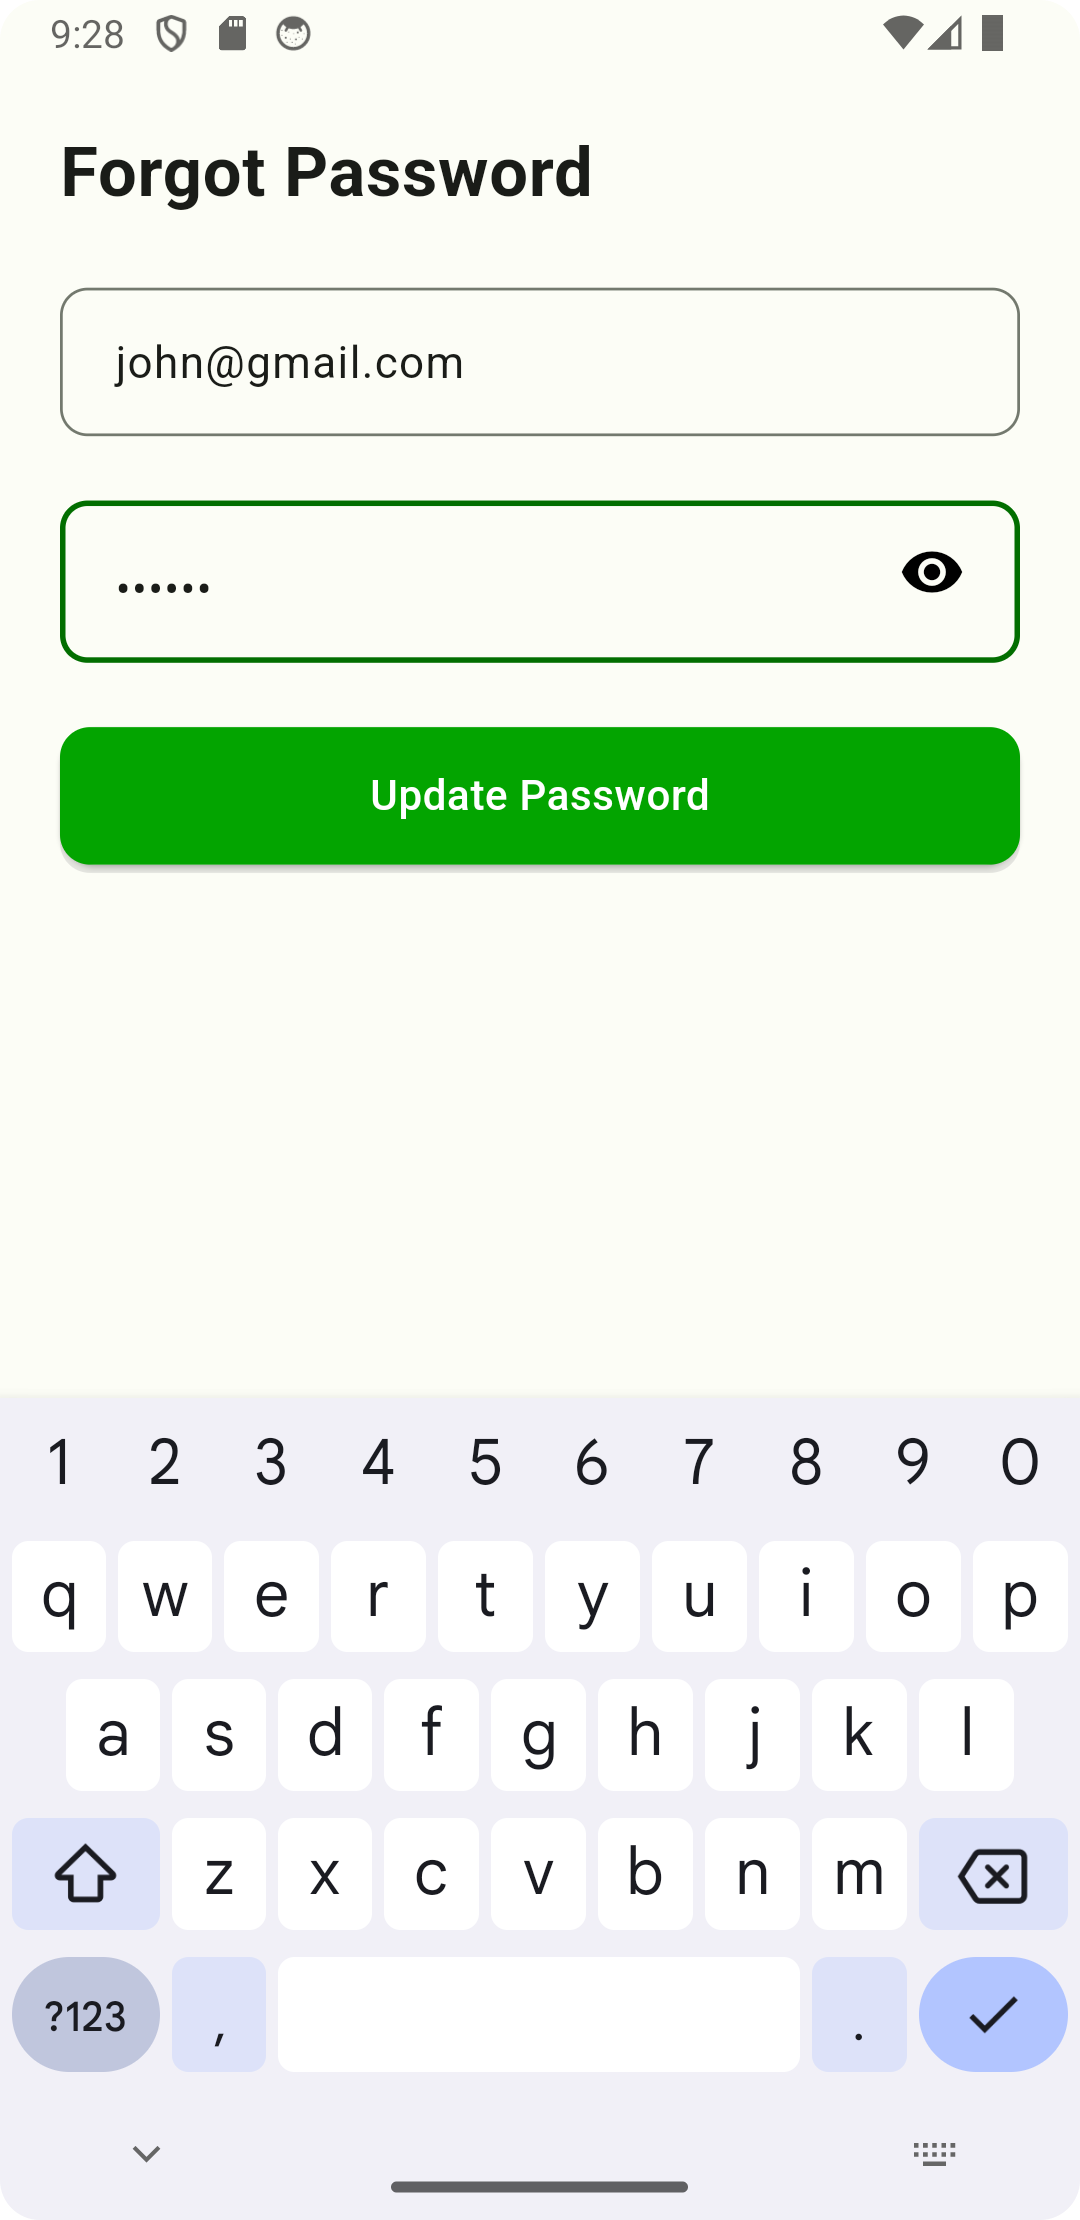 9:28
Forgot Password
john@gmail.com
••••••
Update Password
1 2 3 4 5 6 7 8 9 0
q w e r t y u i o p
a s d f g h j k l
z x c v b n m
?123 , .